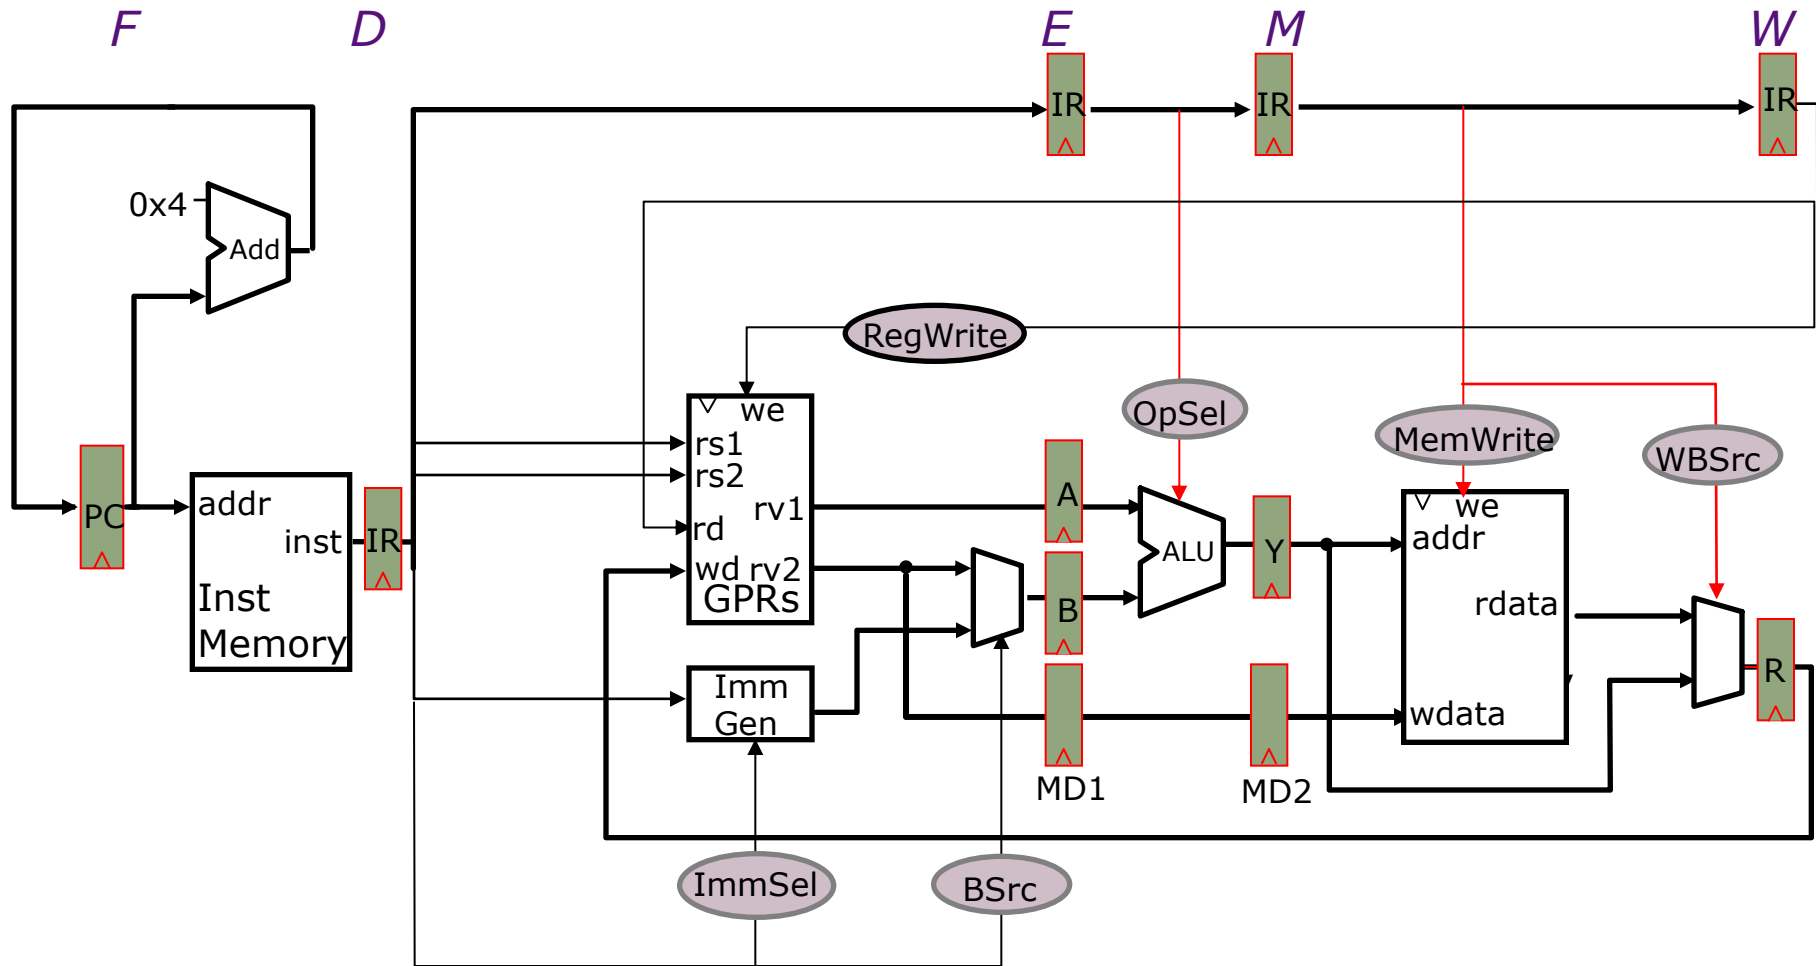 F D E M W
IR IR IR
0x4
Add
RegWrite
we
OpSel
MemWrite
WBSrc
rs1
rs2
rv1
rd
wd rv2
GPRs
PC
addr
inst
Inst
Memory
IR
A
B
ALU
Y
we
addr
rdata
wdata
R
Imm
Gen
MD1
MD2
ImmSel
BSrc